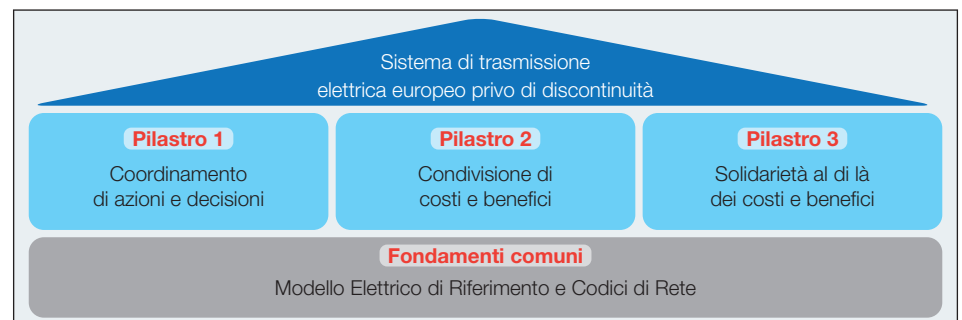 Sistema di trasmissione
elettrica europeo privo di discontinuità
Pilastro 1
Coordinamento
di azioni e decisioni
Pilastro 2
Condivisione di
costi e benefici
Pilastro 3
Solidarietà al di là
dei costi e benefici
Fondamenti comuni
Modello Elettrico di Riferimento e Codici di Rete